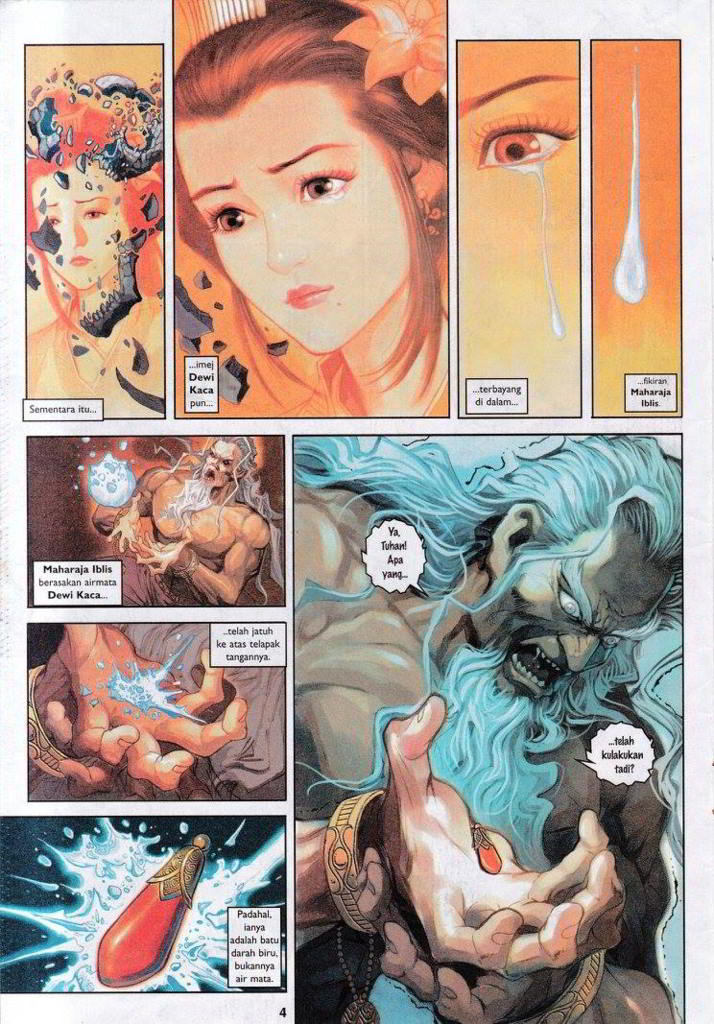 Sementara itu...
...imej
Dewi
Kaca
pun...
...terbayang
di dalam...
...fikiran
Maharaja
Iblis.
Maharaja Iblis
berasakan airmata
Dewi Kaca...
...telah jatuh
ke atas telapak
tangannya.
Ya,
Tuhan!
Apa
yang...
...telah
kulakukan
tadi?
Padahal,
ianya
adalah batu
darah biru,
bukannya
air mata.
4